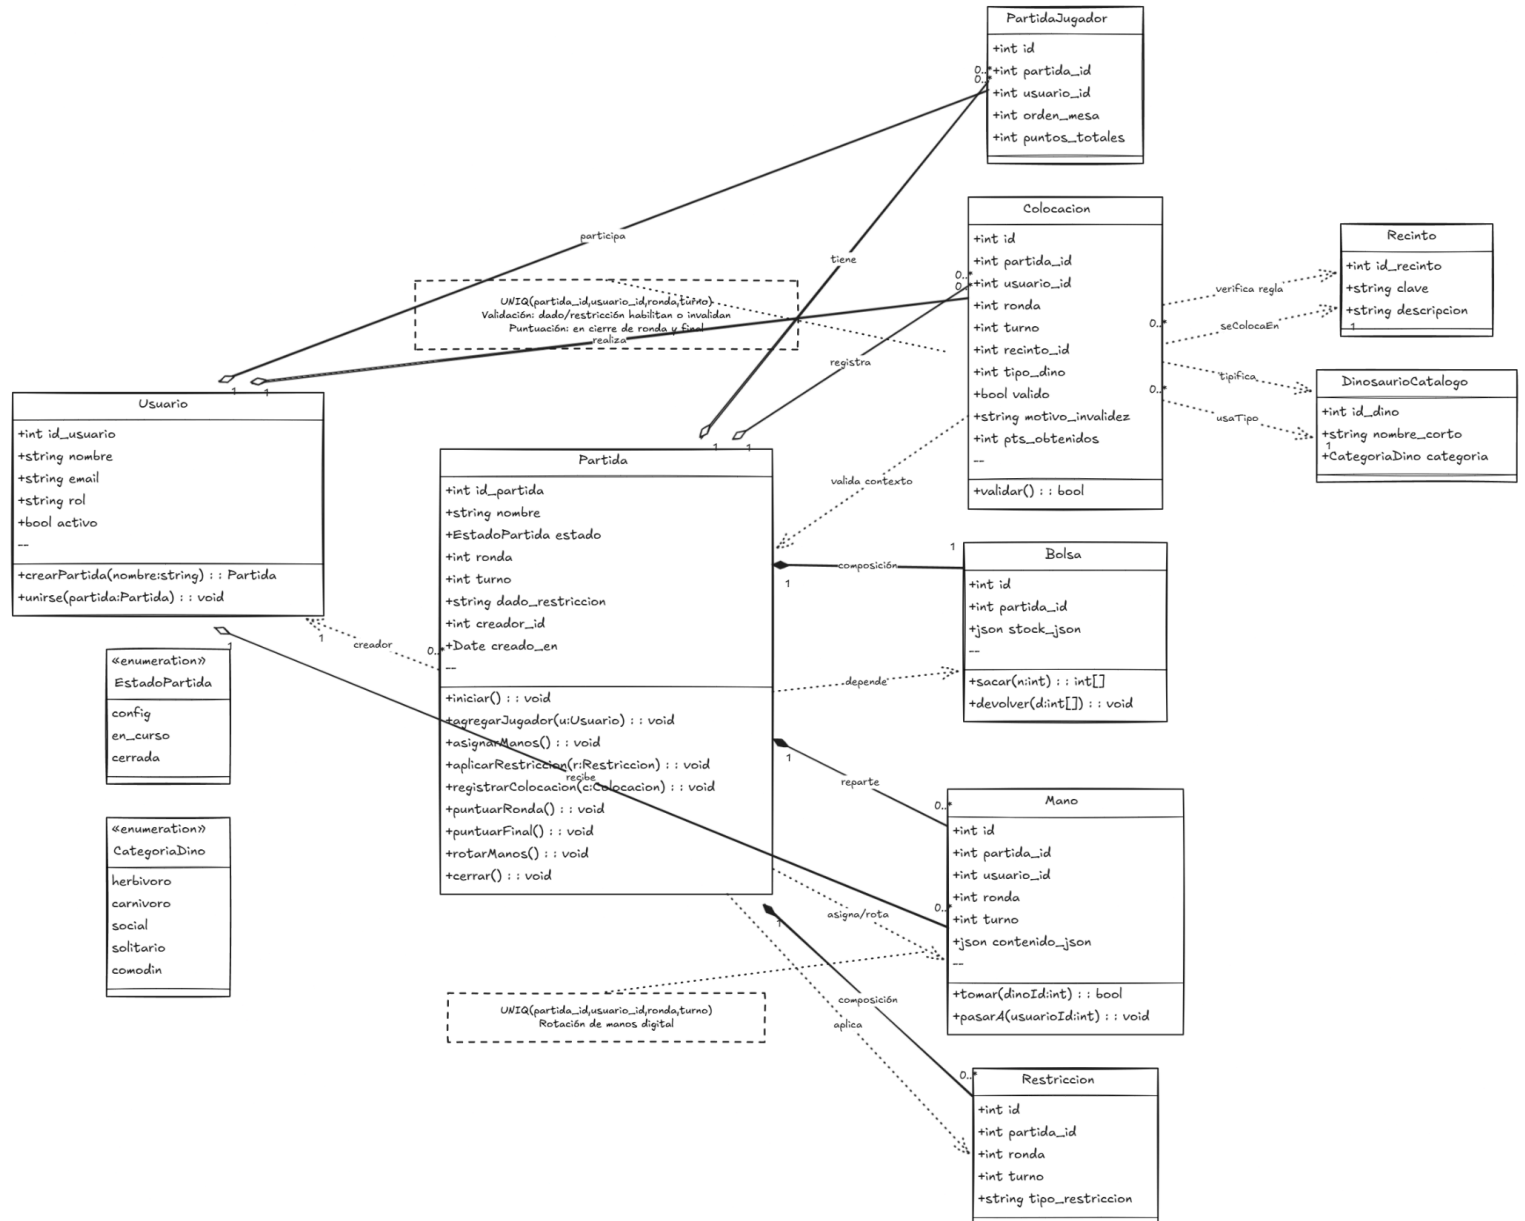 PartidaJugador
+int id
+int partida_id
+int usuario_id
+int orden_mesa
+int puntos_totales
0..*
0..*
participa
tiene
Colocacion
+int id
+int partida_id
+int usuario_id
+int ronda
+int turno
+int recinto_id
+int tipo_dino
+bool valido
+string motivo_invalidez
+int pts_obtenidos
--
+validar() : : bool
0..*
0..*
0..*
0..*
Recinto
+int id_recinto
+string clave
+string descripcion
1
verifica regla
seColocaEn
tipifica
usaTipo
DinosaurioCatalogo
+int id_dino
+string nombre_corto
1
+CategoriaDino categoria
UNIQ(partida_id,usuario_id,ronda,turno)
Validación: dado/restricción habilitan o invalidan
Puntuación: en cierre de ronda y final
realiza
registra
valida contexto
1
1
Usuario
+int id_usuario
+string nombre
+string email
+string rol
+bool activo
--
+crearPartida(nombre:string) : : Partida
+unirse(partida:Partida) : : void
1
1
creador
0..*
1
1
Partida
+int id_partida
+string nombre
+EstadoPartida estado
+int ronda
+int turno
+string dado_restriccion
+int creador_id
+Date creado_en
--
+iniciar() : : void
+agregarJugador(u:Usuario) : : void
+asignarManos() : : void
+aplicarRestriccion(r:Restriccion) : : void
recibe
+registrarColocacion(c:Colocacion) : : void
+puntuarRonda() : : void
+puntuarFinal() : : void
+rotarManos() : : void
+cerrar() : : void
1
composición
1
Bolsa
+int id
+int partida_id
+json stock_json
--
+sacar(n:int) : : int[]
+devolver(d:int[]) : : void
depende
1
reparte
0..*
Mano
+int id
+int partida_id
+int usuario_id
+int ronda
0..*
+int turno
+json contenido_json
--
+tomar(dinoId:int) : : bool
+pasarA(usuarioId:int) : : void
asigna/rota
1
composición
aplica
0..*
Restriccion
+int id
+int partida_id
+int ronda
+int turno
+string tipo_restriccion
«enumeration»
EstadoPartida
config
en_curso
cerrada
«enumeration»
CategoriaDino
herbivoro
carnivoro
social
solitario
comodin
UNIQ(partida_id,usuario_id,ronda,turno)
Rotación de manos digital